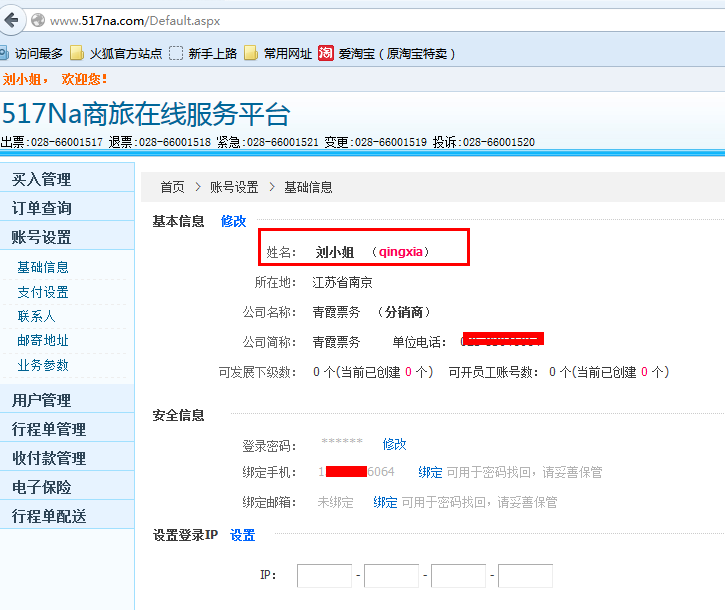 www.517na.com/Default.aspx
访问最多 火狐官方站点 新手上路 常用网址 淘 爱淘宝（原淘宝特卖）
刘小姐， 欢迎您!
517Na商旅在线服务平台
出票:028-66001517 退票:028-66001518 紧急:028-66001521 变更:028-66001519 投诉:028-66001520
买入管理
订单查询
账号设置
基础信息
支付设置
联系人
邮寄地址
业务参数
用户管理
行程单管理
收付款管理
电子保险
行程单配送
首页 > 账号设置 > 基础信息
基本信息 修改
姓名： 刘小姐 （qingxia）
所在地： 江苏省南京
公司名称： 青霞票务 （分销商）
公司简称： 青霞票务 单位电话：
可发展下级数： 0 个(当前已创建 0 个) 可开员工账号数： 0 个(当前已创建 0 个)
安全信息
登录密码： ****** 修改
绑定手机： 1 6064 绑定 可用于密码找回，请妥善保管
绑定邮箱： 未绑定 绑定 可用于密码找回，请妥善保管
设置登录IP 设置
IP： - - -